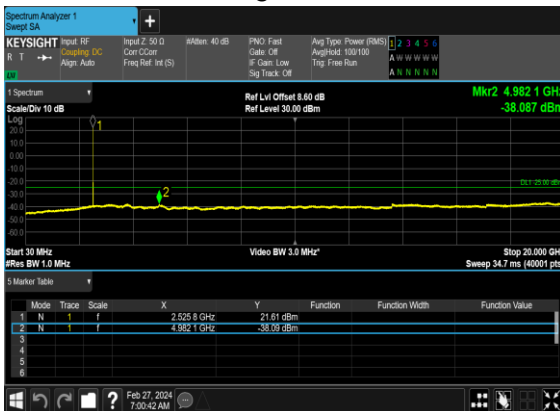 Spectrum Analyzer 1
Swept SA
+
KEYSIGHT Input: RF Input Z: 50 Ω #Atten: 40 dB PNO: Fast Avg Type: Power (RMS) 1 2 3 4 5 6
R T Coupling: DC Corr CCorr Gate: Off Avg|Hold: 100/100 A W W W W W
Align: Auto Freq Ref: Int (S) IF Gain: Low Trig: Free Run
LV Sig Track: Off A N N N N N
1 Spectrum Ref Lvl Offset 8.60 dB Mkr2 4.982 1 GHz
Scale/Div 10 dB Ref Level 30.00 dBm -38.087 dBm
Log
20.0
10.0
0.00
-10.0
-20.0
-30.0
-40.0
-50.0
-60.0
1
2
DL1 -25.00 dBm
Start 30 MHz Video BW 3.0 MHz* Stop 20.000 GHz
#Res BW 1.0 MHz Sweep 34.7 ms (40001 pts)
5 Marker Table
Mode Trace Scale X Y Function Function Width Function Value
1 N 1 f 2.525 8 GHz 21.61 dBm
2 N 1 f 4.982 1 GHz -38.09 dBm
3
4
5
6
? Feb 27, 2024
7:00:42 AM